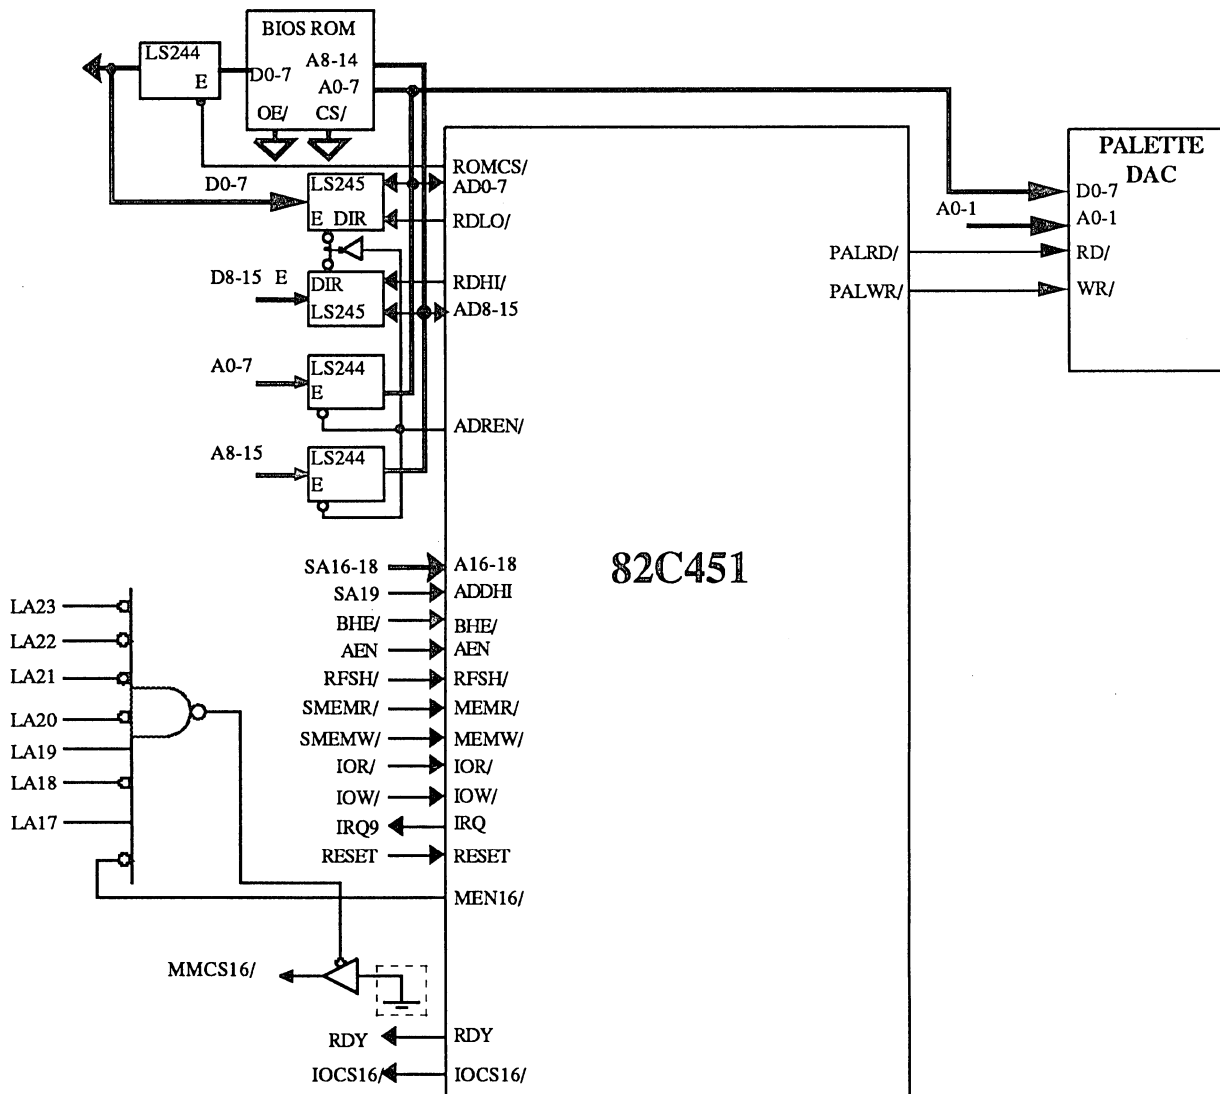 BIOS ROM
LS244
E
D0-7
A8-14
A0-7
OE/ CS/
ROMCS/
AD0-7
D0-7
LS245
E DIR
RDLO/
D8-15 E
DIR
LS245
RDHI/
AD8-15
A0-7
LS244
E
ADREN/
A8-15
LS244
E
PALETTE
DAC
D0-7
A0-1
A0-1
PALRD/
RD/
PALWR/
WR/
82C451
SA16-18
A16-18
SA19
ADDHI
BHE/
BHE/
AEN
AEN
RFSH/
RFSH/
SMEMR/
MEMR/
SMEMW/
MEMW/
IOR/
IOR/
IOW/
IOW/
IRQ9
IRQ
RESET
RESET
MEN16/
LA23
LA22
LA21
LA20
LA19
LA18
LA17
MMCS16/
RDY
RDY
IOCS16/
IOCS16/